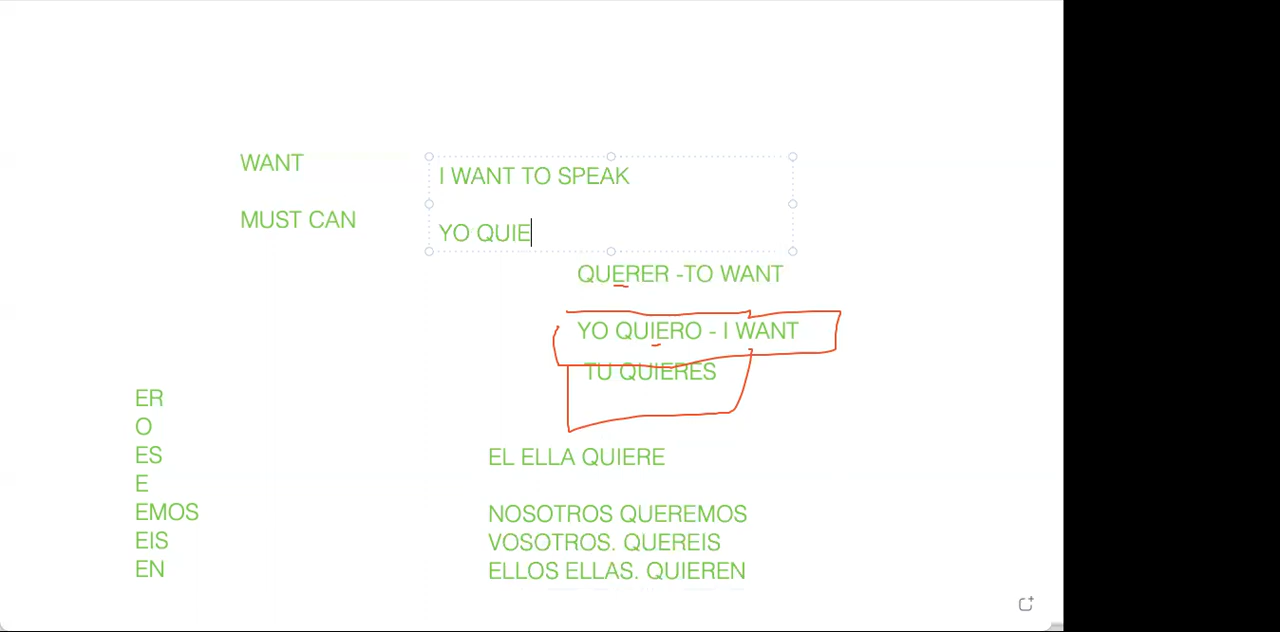 WANT
I WANT TO SPEAK
MUST CAN
YO QUIE
QUERER -TO WANT
YO QUIERO - I WANT
TU QUIERES
ER
O
ES
E
EMOS
EIS
EN
EL ELLA QUIERE
NOSOTROS QUEREMOS
VOSOTROS. QUEREIS
ELLOS ELLAS. QUIEREN